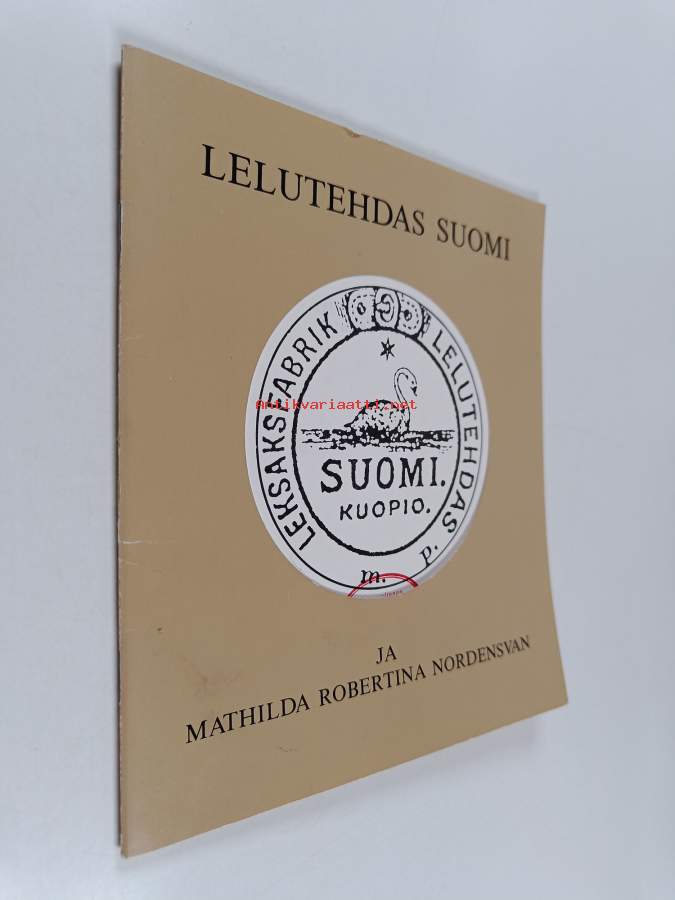 LELUTEHDAS SUOMI
LEKSAKSFABRIK
LELUTEHDAS
Antikvariaatti.net
SUOMI.
KUOPIO.
m. p.
JA
MATHILDA ROBERTINA NORDENSVAN